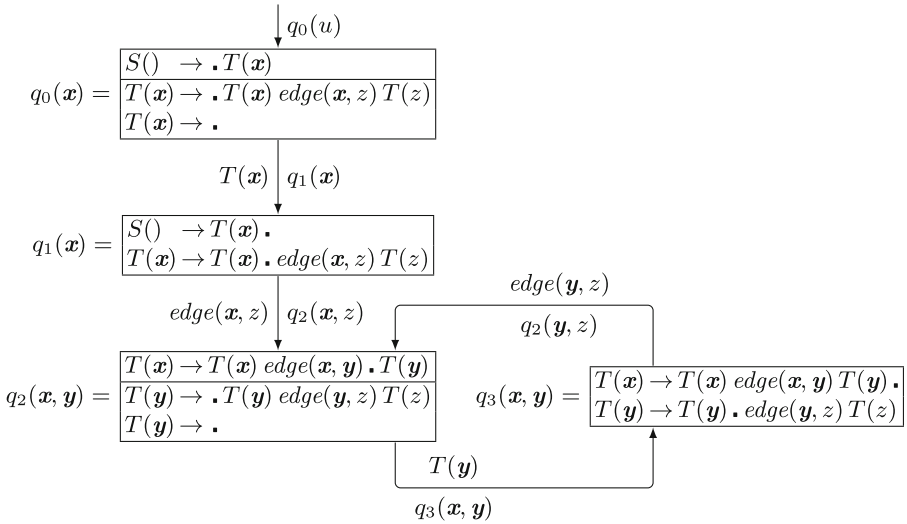 q₀(u)
q₀(𝒙) =
S() → . T(𝒙)
T(𝒙) → . T(𝒙) edge(𝒙, z) T(z)
T(𝒙) → .
T(𝒙) q₁(𝒙)
q₁(𝒙) =
S() → T(𝒙) .
T(𝒙) → T(𝒙) . edge(𝒙, z) T(z)
edge(𝒙, z) q₂(𝒙, z)
q₂(𝒙, 𝒚) =
T(𝒙) → T(𝒙) edge(𝒙, 𝒚) . T(𝒚)
T(𝒚) → . T(𝒚) edge(𝒚, z) T(z)
T(𝒚) → .
edge(𝒚, z)
q₂(𝒚, z)
q₃(𝒙, 𝒚) =
T(𝒙) → T(𝒙) edge(𝒙, 𝒚) T(𝒚) .
T(𝒚) → T(𝒚) . edge(𝒚, z) T(z)
T(𝒚)
q₃(𝒙, 𝒚)